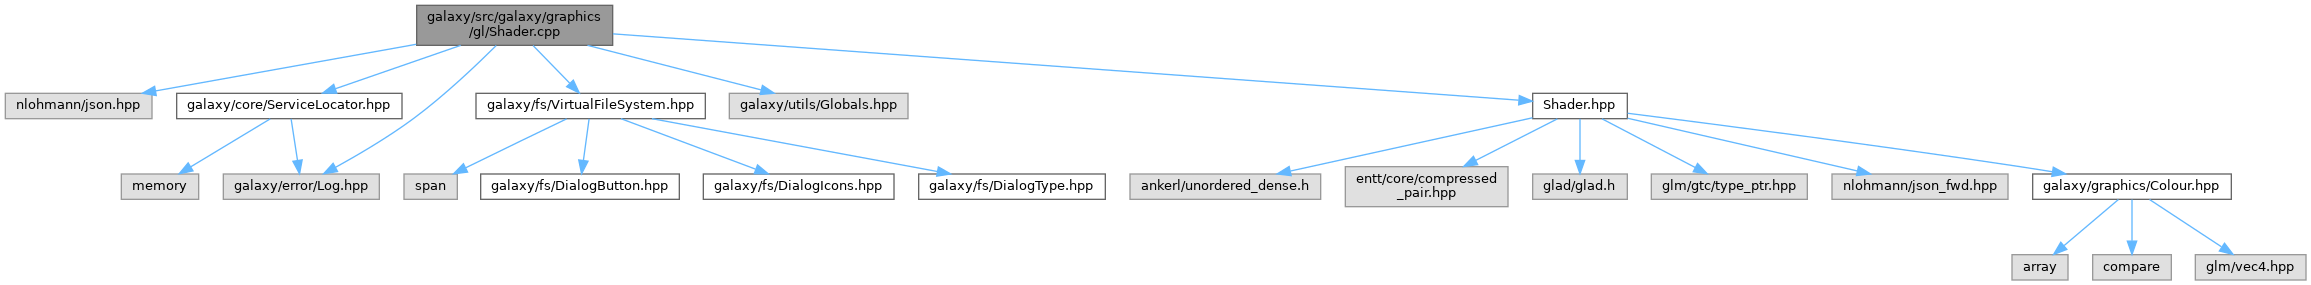 galaxy/src/galaxy/graphics
/gl/Shader.cpp
nlohmann/json.hpp
galaxy/core/ServiceLocator.hpp
galaxy/fs/VirtualFileSystem.hpp
galaxy/utils/Globals.hpp
Shader.hpp
memory
galaxy/error/Log.hpp
span
galaxy/fs/DialogButton.hpp
galaxy/fs/DialogIcons.hpp
galaxy/fs/DialogType.hpp
ankerl/unordered_dense.h
entt/core/compressed
_pair.hpp
glad/glad.h
glm/gtc/type_ptr.hpp
nlohmann/json_fwd.hpp
galaxy/graphics/Colour.hpp
array
compare
glm/vec4.hpp